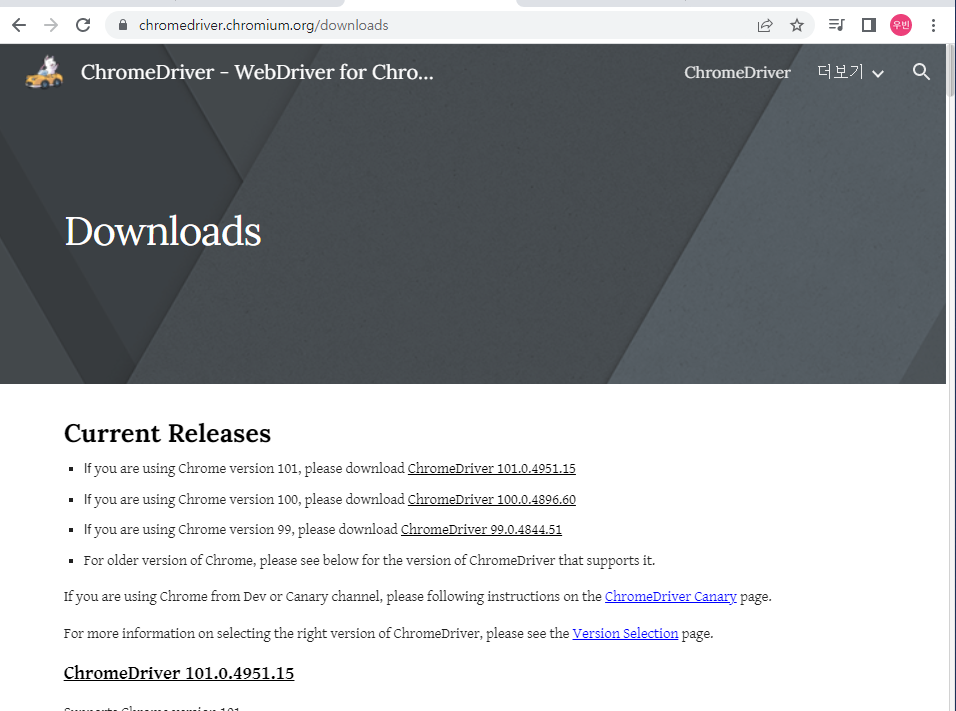 chromedriver.chromium.org/downloads
우빈
ChromeDriver - WebDriver for Chro...
ChromeDriver
더보기
Downloads
Current Releases
If you are using Chrome version 101, please download ChromeDriver 101.0.4951.15
If you are using Chrome version 100, please download ChromeDriver 100.0.4896.60
If you are using Chrome version 99, please download ChromeDriver 99.0.4844.51
For older version of Chrome, please see below for the version of ChromeDriver that supports it.
If you are using Chrome from Dev or Canary channel, please following instructions on the ChromeDriver Canary page.
For more information on selecting the right version of ChromeDriver, please see the Version Selection page.
ChromeDriver 101.0.4951.15
Supports Chrome version 101